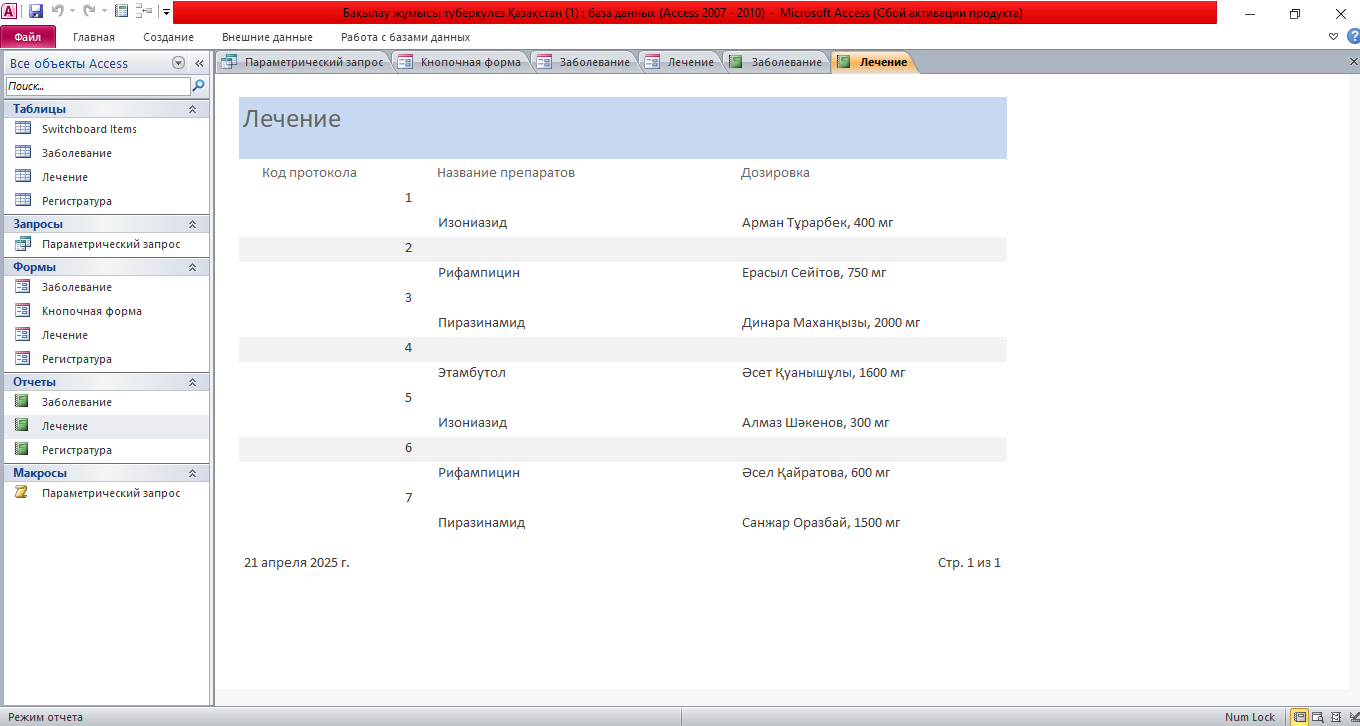 Бақылау жұмысы туберкулез Қазақстан (1) : база данных (Access 2007 - 2010) - Microsoft Access (Сбой активации продукта)
Файл Главная Создание Внешние данные Работа с базами данных
Все объекты Access
Поиск...
Таблицы
Switchboard Items
Заболевание
Лечение
Регистратура
Запросы
Параметрический запрос
Формы
Заболевание
Кнопочная форма
Лечение
Регистратура
Отчеты
Заболевание
Лечение
Регистратура
Макросы
Параметрический запрос
Параметрический запрос Кнопочная форма Заболевание Лечение Заболевание Лечение
Лечение
Код протокола Название препаратов Дозировка
1
Изониазид Арман Тұрарбек, 400 мг
2
Рифампицин Ерасыл Сейітов, 750 мг
3
Пиразинамид Динара Маханқызы, 2000 мг
4
Этамбутол Әсет Қуанышұлы, 1600 мг
5
Изониазид Алмаз Шәкенов, 300 мг
6
Рифампицин Әсел Қайратова, 600 мг
7
Пиразинамид Санжар Оразбай, 1500 мг
21 апреля 2025 г. Стр. 1 из 1
Режим отчета Num Lock